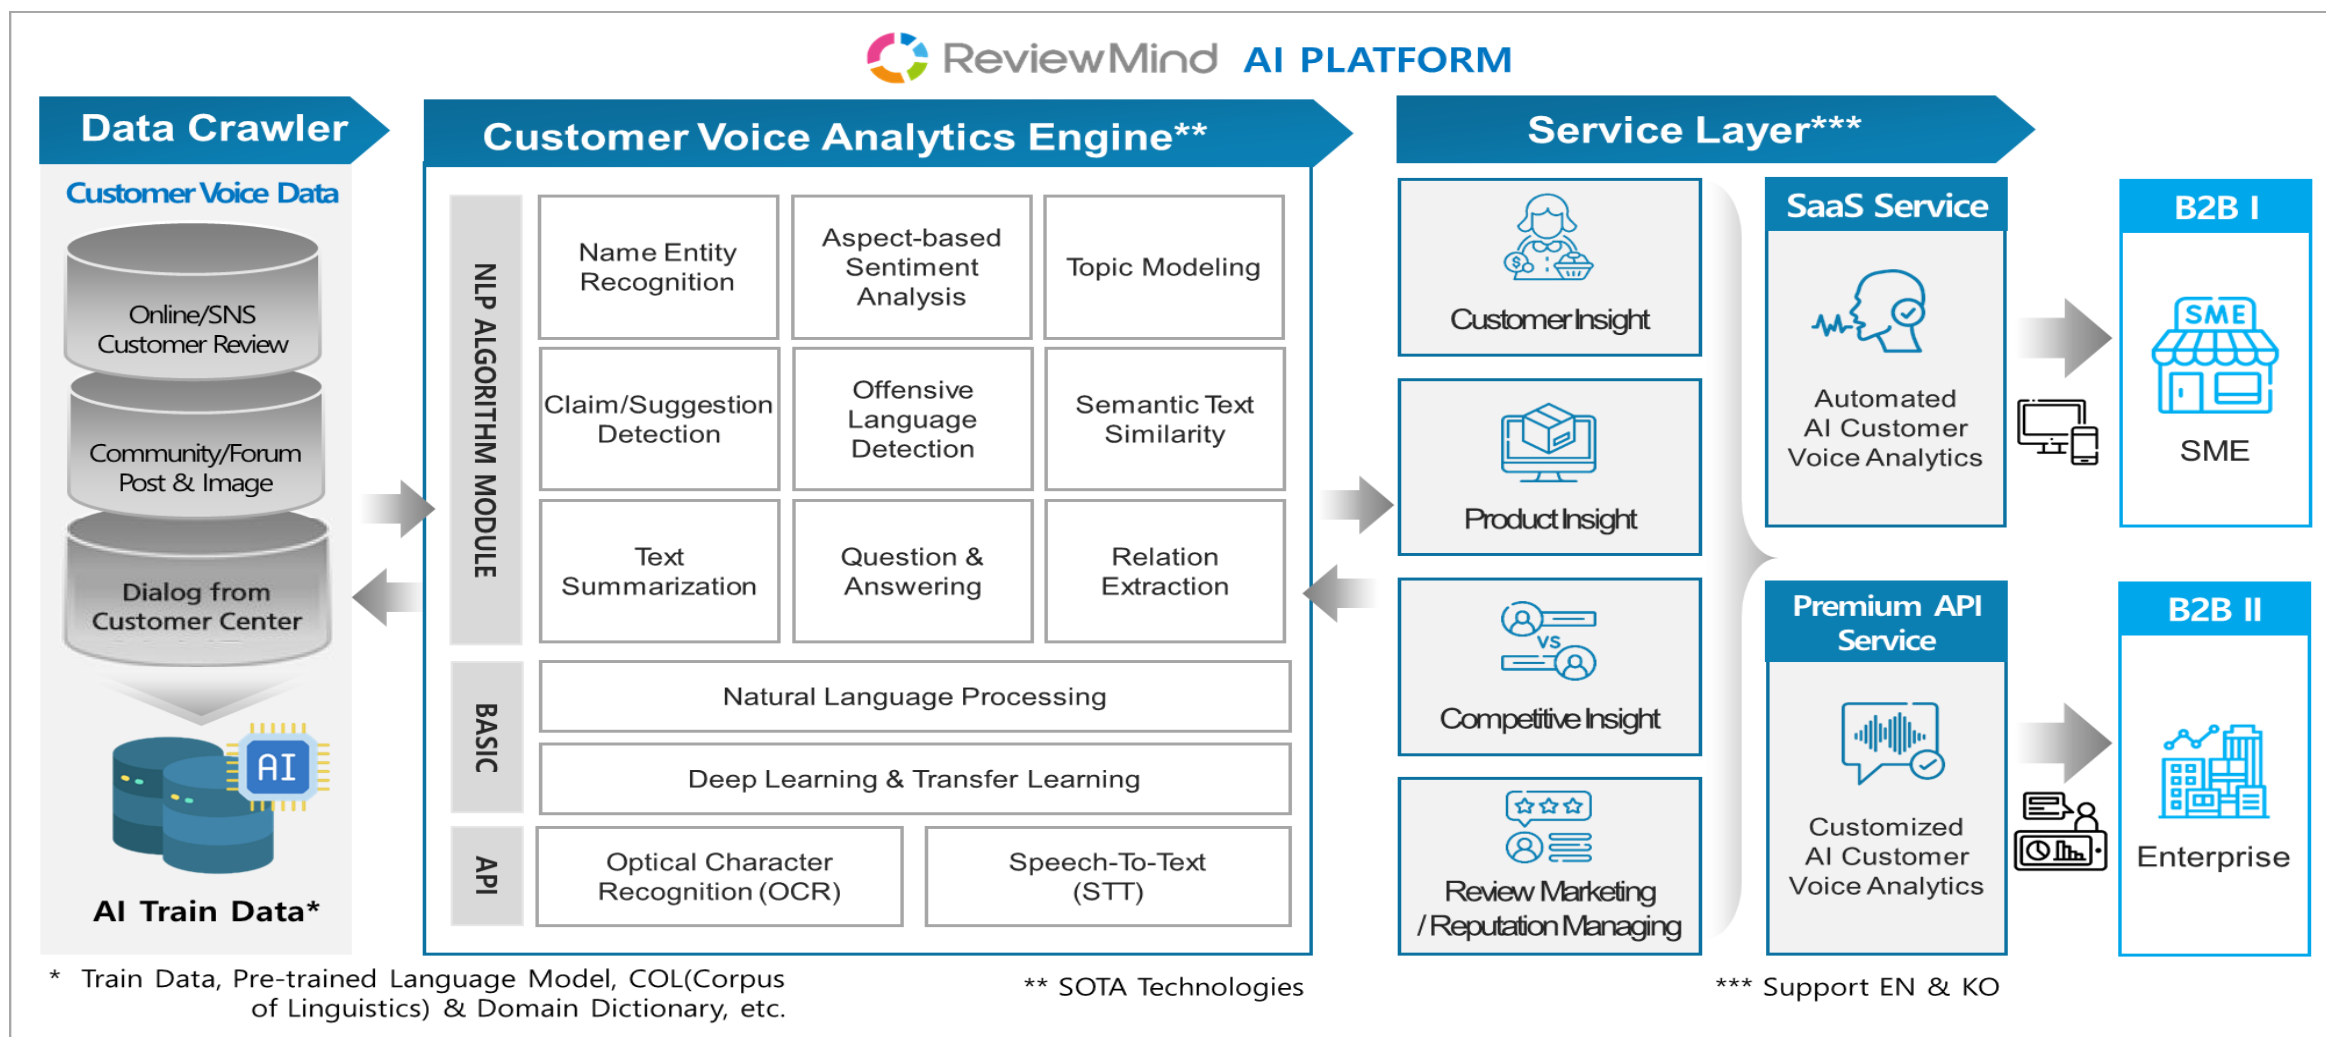 ReviewMind AI PLATFORM
Data Crawler
Customer Voice Data
Online/SNS
Customer Review
Community/Forum
Post & Image
Dialog from
Customer Center
AI
AI Train Data*
Customer Voice Analytics Engine**
NLP ALGORITHM MODULE
Name Entity
Recognition
Aspect-based
Sentiment
Analysis
Topic Modeling
Claim/Suggestion
Detection
Offensive
Language
Detection
Semantic Text
Similarity
Text
Summarization
Question &
Answering
Relation
Extraction
BASIC
Natural Language Processing
Deep Learning & Transfer Learning
API
Optical Character
Recognition (OCR)
Speech-To-Text
(STT)
Service Layer***
$
Customer Insight
Product Insight
VS
Competitive Insight
Review Marketing
/ Reputation Managing
SaaS Service
Automated
AI Customer
Voice Analytics
Premium API
Service
Customized
AI Customer
Voice Analytics
B2B I
SME
SME
B2B II
Enterprise
* Train Data, Pre-trained Language Model, COL(Corpus
of Linguistics) & Domain Dictionary, etc.
** SOTA Technologies
*** Support EN & KO